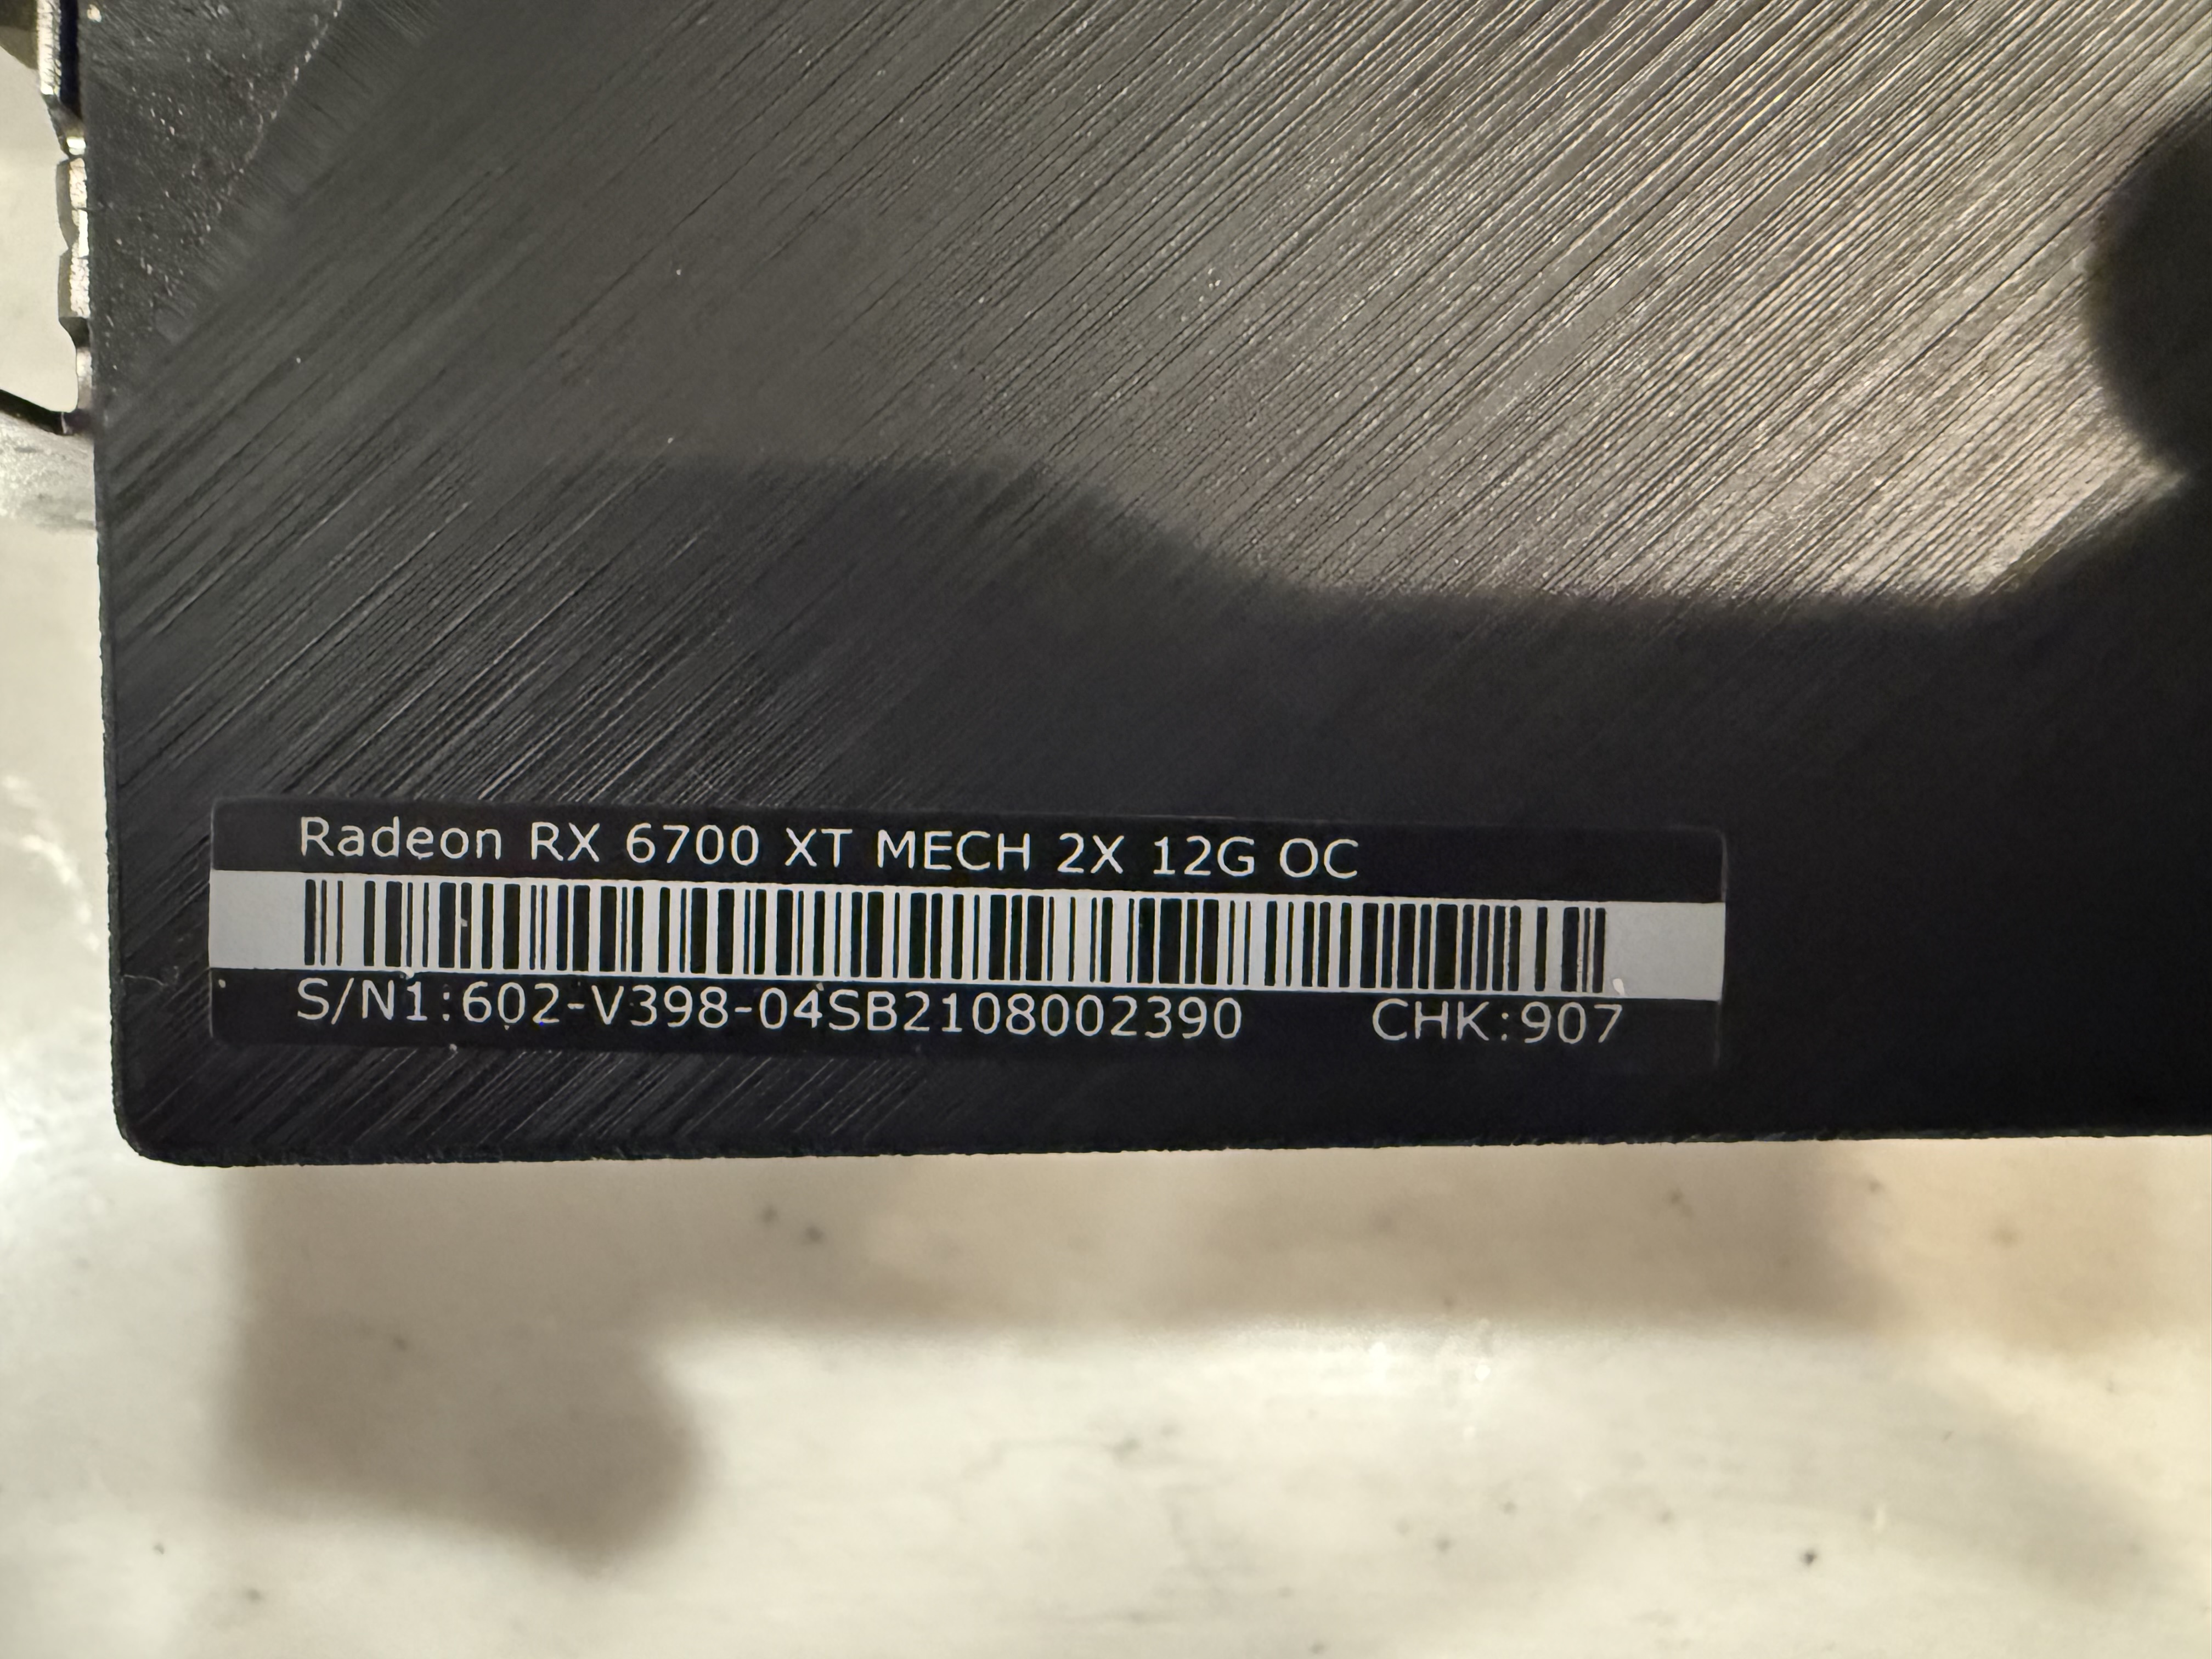 Radeon RX 6700 XT MECH 2X 12G OC
S/N1:602-V398-04SB2108002390 CHK:907